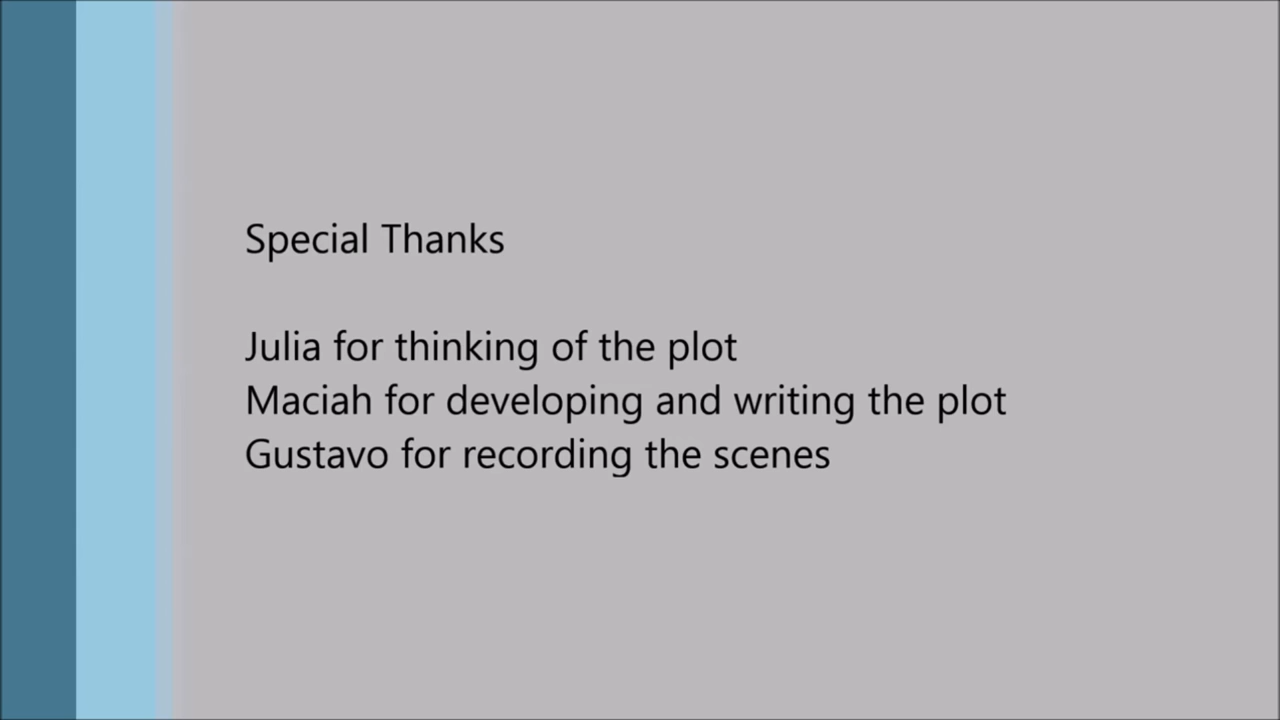 Special Thanks
Julia for thinking of the plot
Maciah for developing and writing the plot
Gustavo for recording the scenes